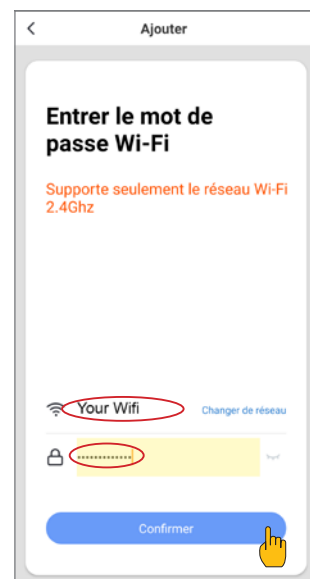 Ajouter
Entrer le mot de
passe Wi-Fi
Supporte seulement le réseau Wi-Fi
2.4Ghz
Your Wifi
Changer de réseau
•••••••••••••
Confirmer